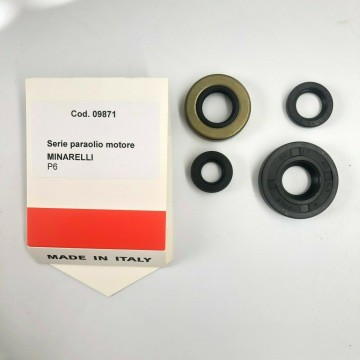 Cod. 09871
Serie paraolio motore
MINARELLI
P6
MADE IN ITALY